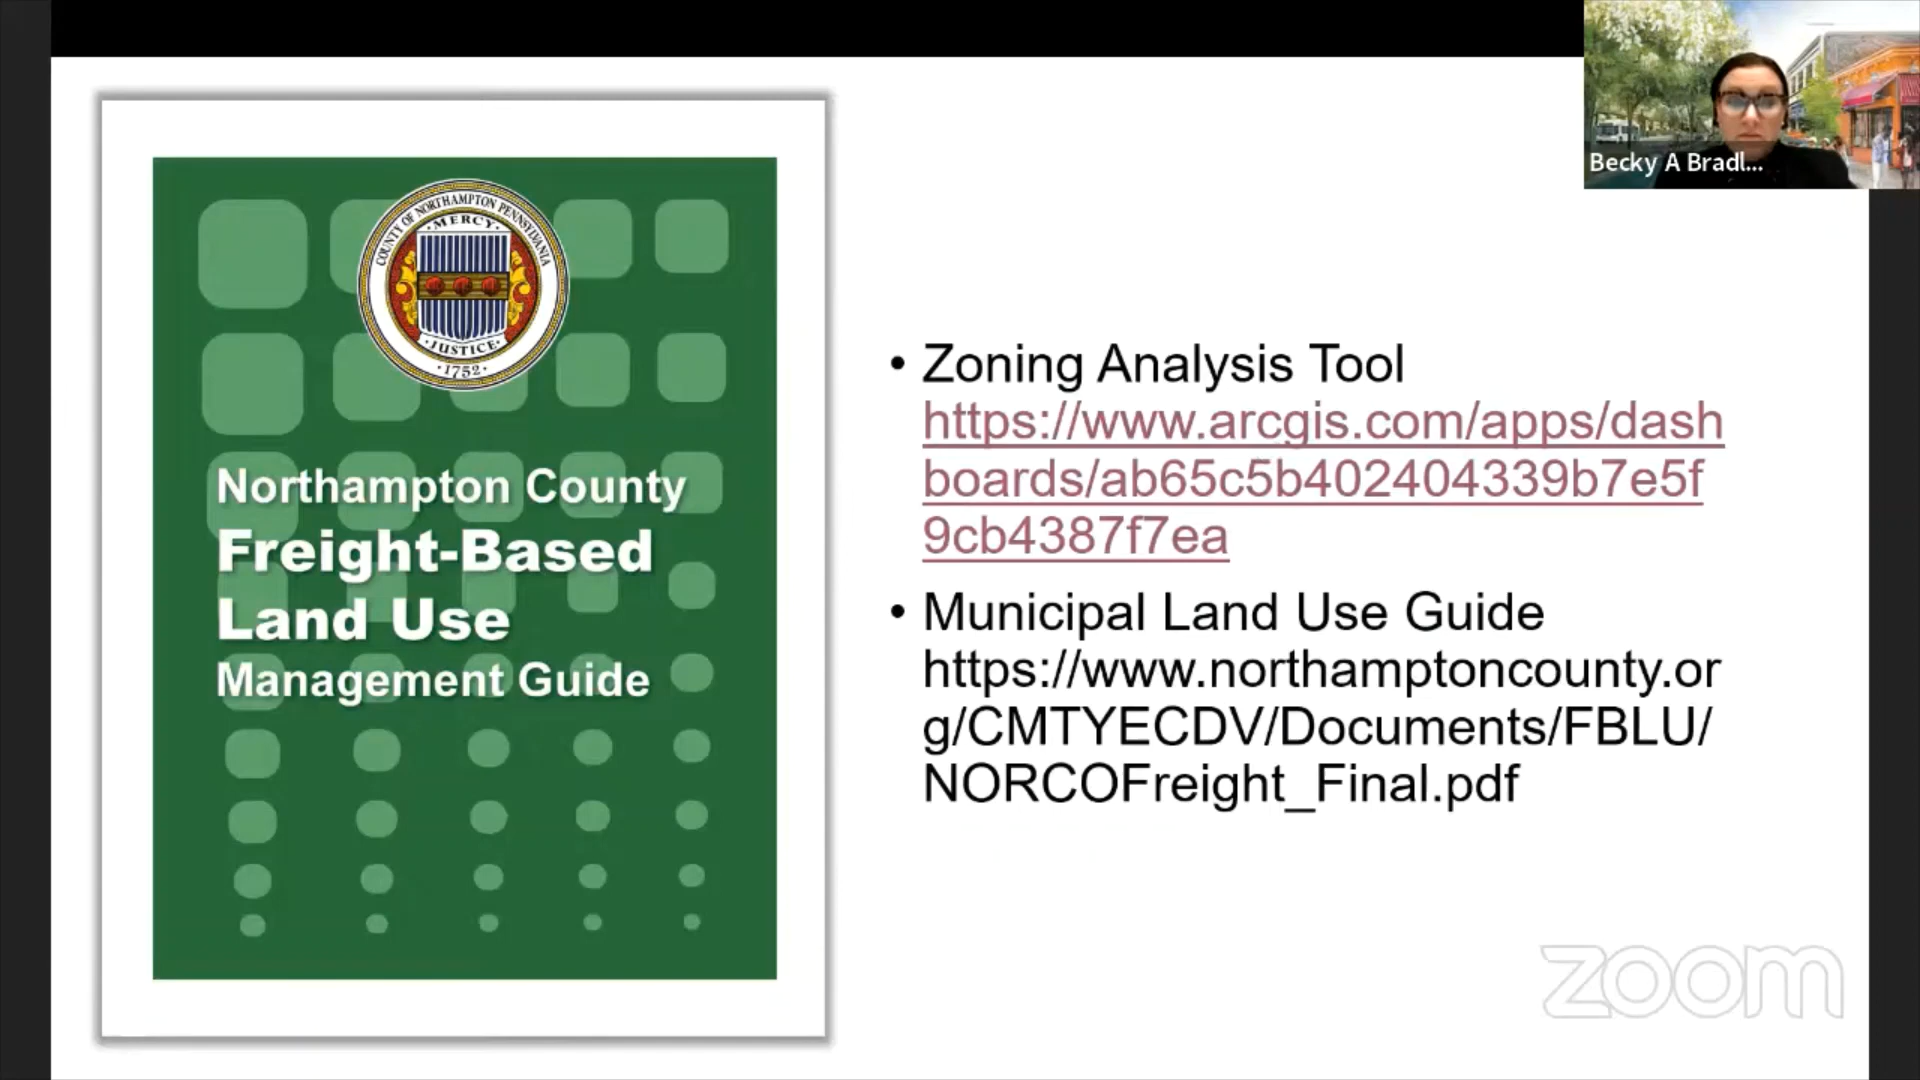 Becky A Bradl...
COUNTY OF NORTHAMPTON PENNSYLVANIA
MERCY
JUSTICE
1752
Northampton County
Freight-Based
Land Use
Management Guide
• Zoning Analysis Tool
https://www.arcgis.com/apps/dash
boards/ab65c5b402404339b7e5f
9cb4387f7ea
• Municipal Land Use Guide
https://www.northamptoncounty.or
g/CMTYECDV/Documents/FBLU/
NORCOFreight_Final.pdf
zoom